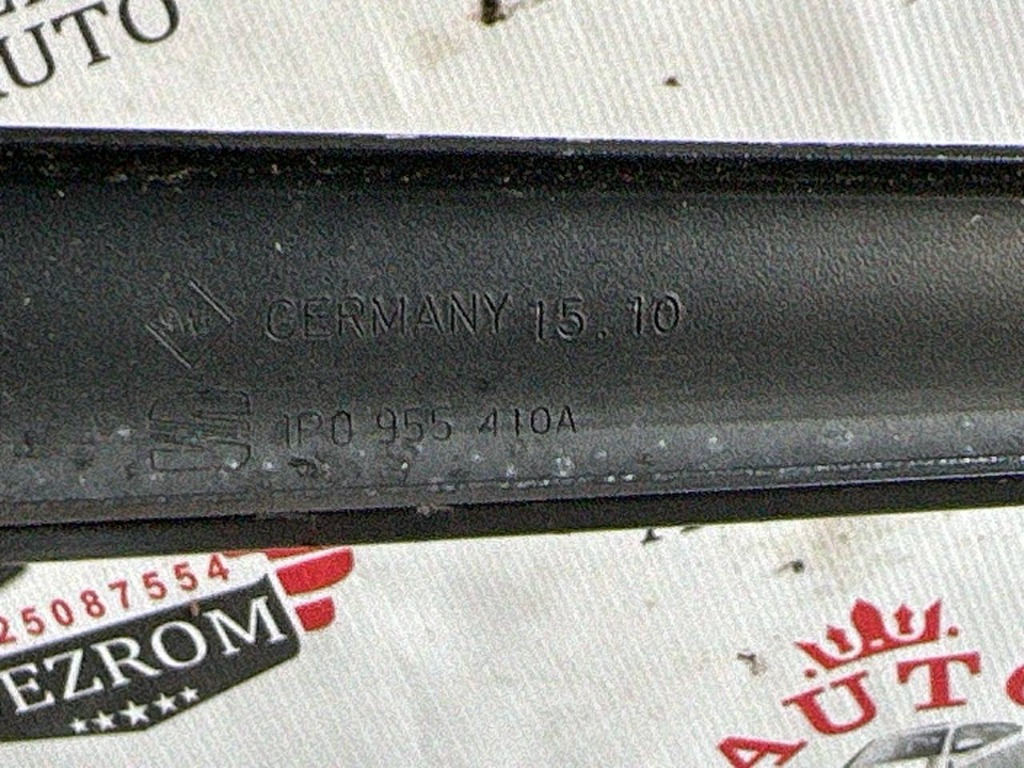 AUTO
GERMANY 15.10
1P0 955 410A
25087554
EZROM
AUTO